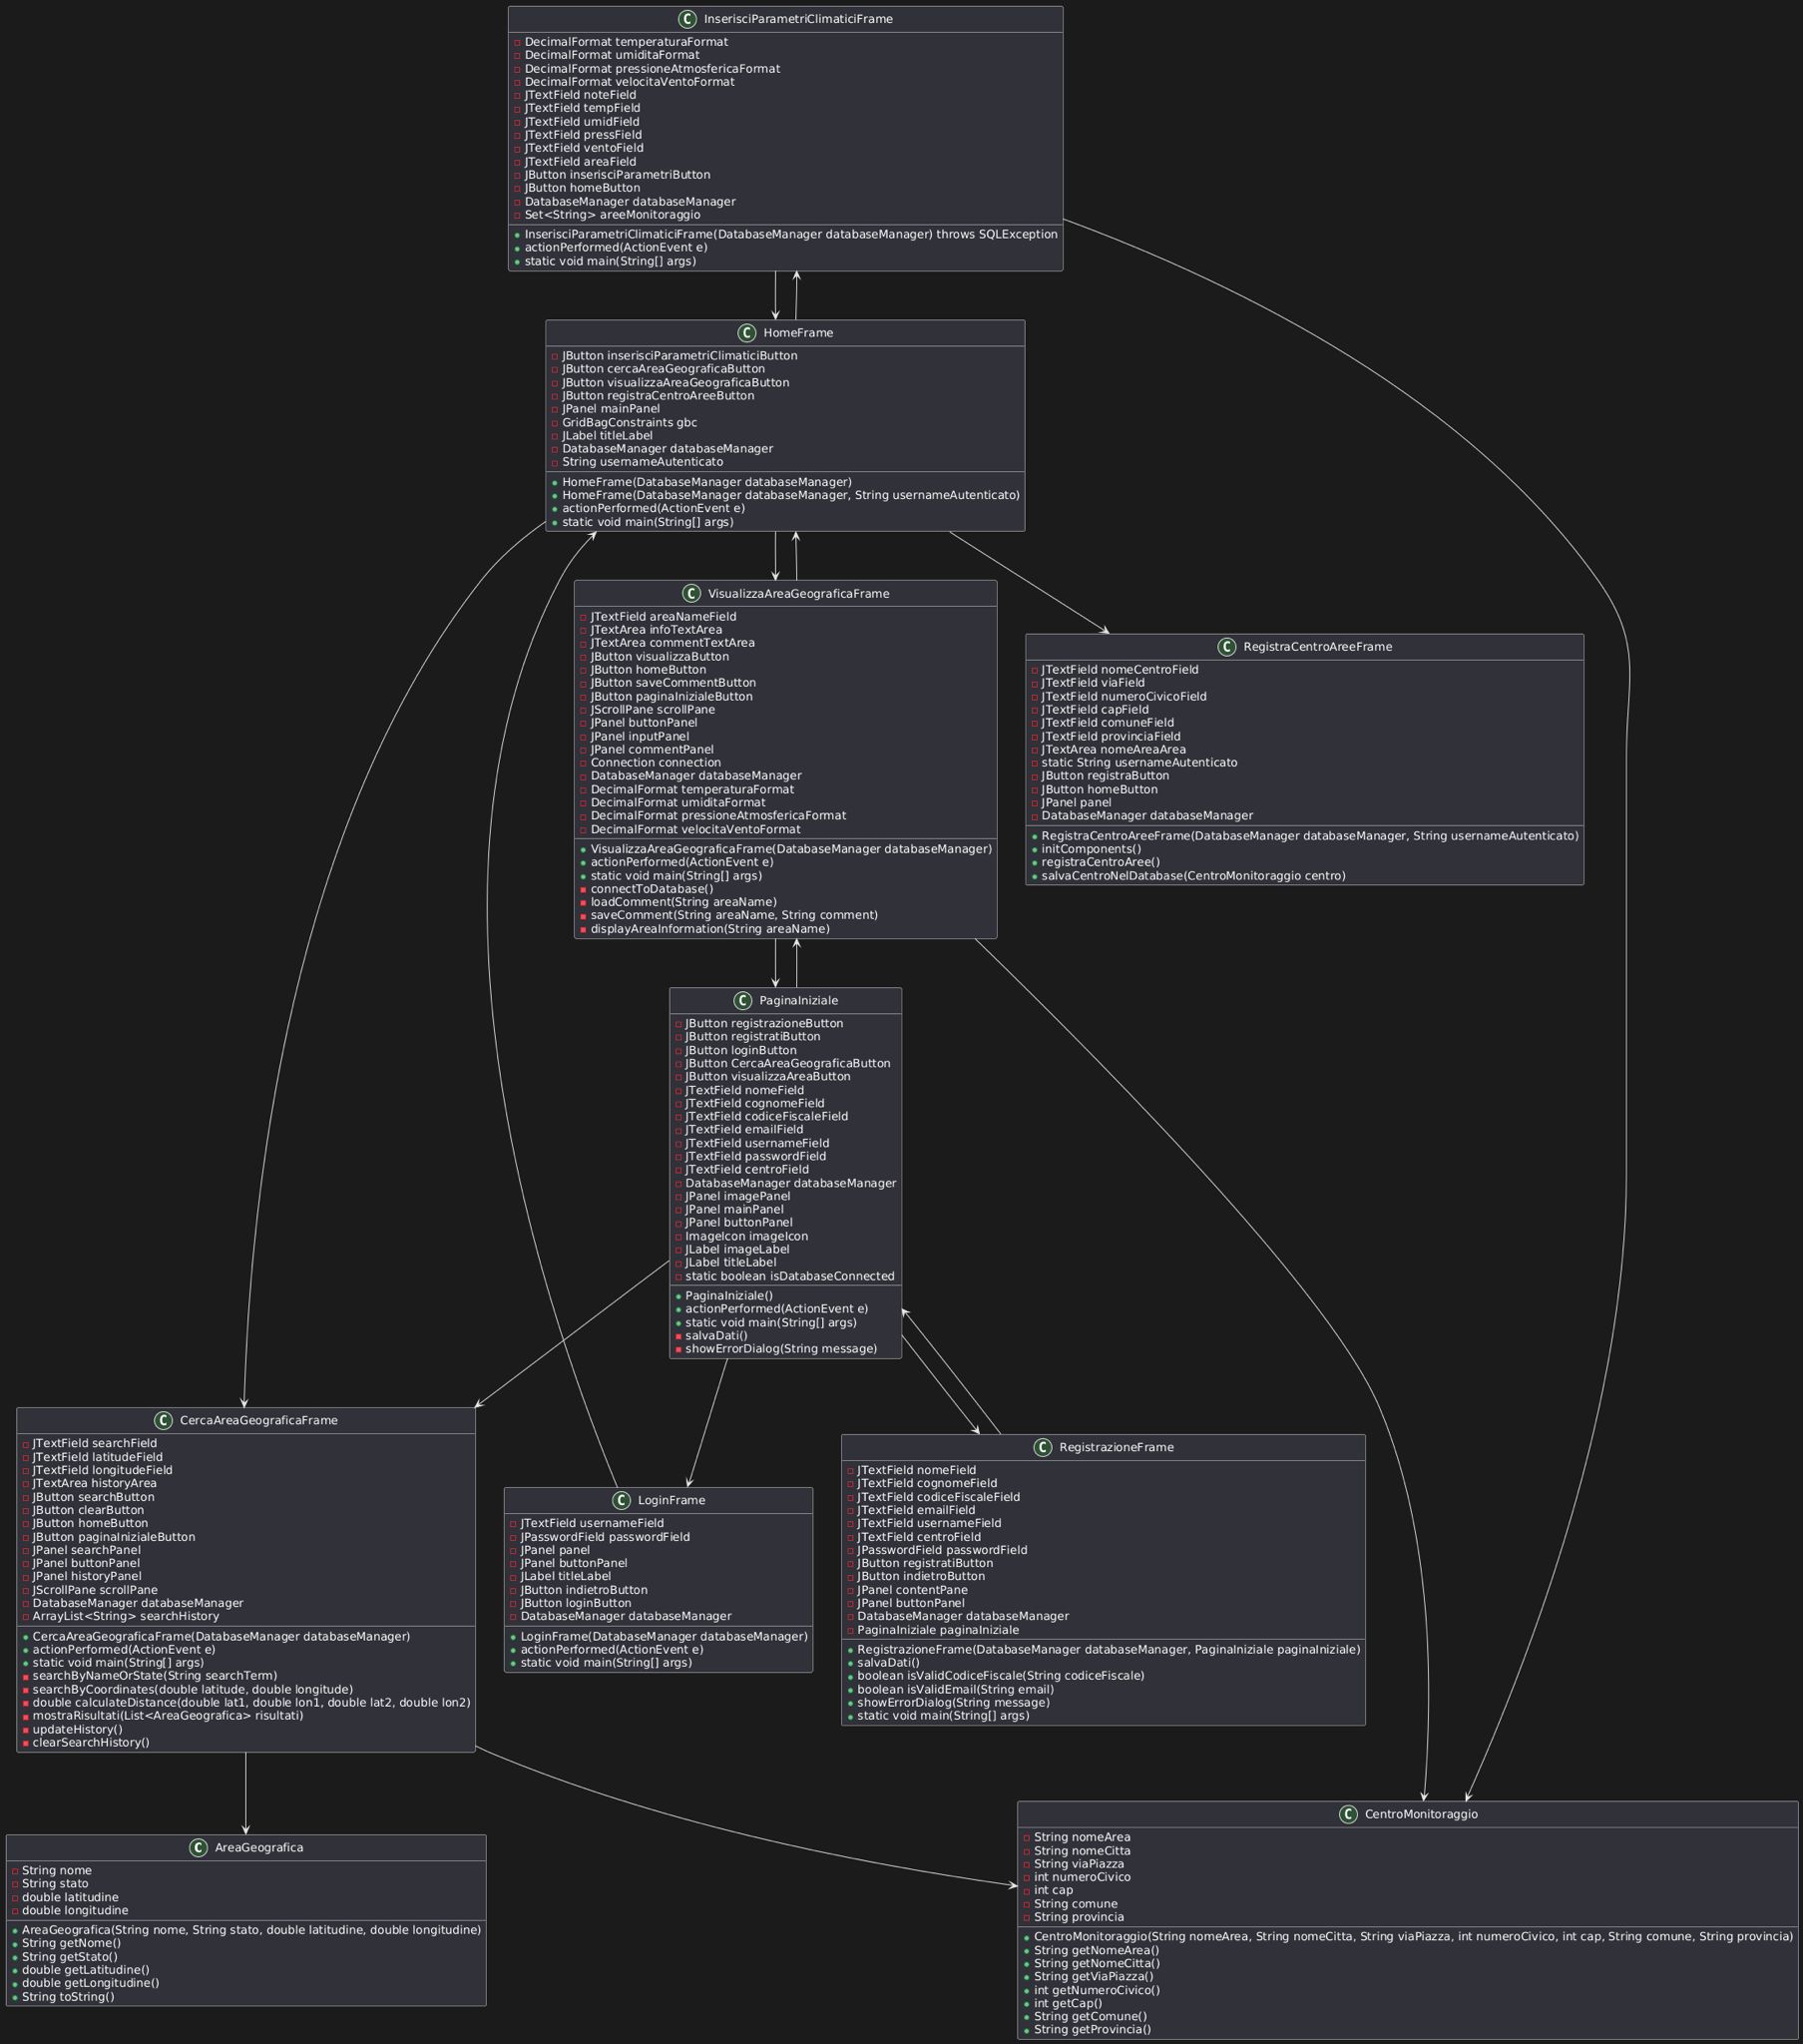 C InserisciParametriClimaticiFrame
DecimalFormat temperaturaFormat
DecimalFormat umiditaFormat
DecimalFormat pressioneAtmosfericaFormat
DecimalFormat velocitaVentoFormat
JTextField noteField
JTextField tempField
JTextField umidField
JTextField pressField
JTextField ventoField
JTextField areaField
JButton inserisciParametriButton
JButton homeButton
DatabaseManager databaseManager
Set<String> areeMonitoraggio
InserisciParametriClimaticiFrame(DatabaseManager databaseManager) throws SQLException
actionPerformed(ActionEvent e)
static void main(String[] args)
C HomeFrame
JButton inserisciParametriClimaticiButton
JButton cercaAreaGeograficaButton
JButton visualizzaAreaGeograficaButton
JButton registraCentroAreeButton
JPanel mainPanel
GridBagConstraints gbc
JLabel titleLabel
DatabaseManager databaseManager
String usernameAutenticato
HomeFrame(DatabaseManager databaseManager)
HomeFrame(DatabaseManager databaseManager, String usernameAutenticato)
actionPerformed(ActionEvent e)
static void main(String[] args)
C VisualizzaAreaGeograficaFrame
JTextField areaNameField
JTextArea infoTextArea
JTextArea commentTextArea
JButton visualizzaButton
JButton homeButton
JButton saveCommentButton
JButton paginaInizialeButton
JScrollPane scrollPane
JPanel buttonPanel
JPanel inputPanel
JPanel commentPanel
Connection connection
DatabaseManager databaseManager
DecimalFormat temperaturaFormat
DecimalFormat umiditaFormat
DecimalFormat pressioneAtmosfericaFormat
DecimalFormat velocitaVentoFormat
VisualizzaAreaGeograficaFrame(DatabaseManager databaseManager)
actionPerformed(ActionEvent e)
static void main(String[] args)
connectToDatabase()
loadComment(String areaName)
saveComment(String areaName, String comment)
displayAreaInformation(String areaName)
C RegistraCentroAreeFrame
JTextField nomeCentroField
JTextField viaField
JTextField numeroCivicoField
JTextField capField
JTextField comuneField
JTextField provinciaField
JTextArea nomeAreaArea
static String usernameAutenticato
JButton registraButton
JButton homeButton
JPanel panel
DatabaseManager databaseManager
RegistraCentroAreeFrame(DatabaseManager databaseManager, String usernameAutenticato)
initComponents()
registraCentroAree()
salvaCentroNelDatabase(CentroMonitoraggio centro)
C PaginaIniziale
JButton registrazioneButton
JButton registratiButton
JButton loginButton
JButton CercaAreaGeograficaButton
JButton visualizzaAreaButton
JTextField nomeField
JTextField cognomeField
JTextField codiceFiscaleField
JTextField emailField
JTextField usernameField
JTextField passwordField
JTextField centroField
DatabaseManager databaseManager
JPanel imagePanel
JPanel mainPanel
JPanel buttonPanel
ImageIcon imageIcon
JLabel imageLabel
JLabel titleLabel
static boolean isDatabaseConnected
PaginaIniziale()
actionPerformed(ActionEvent e)
static void main(String[] args)
salvaDati()
showErrorDialog(String message)
C CercaAreaGeograficaFrame
JTextField searchField
JTextField latitudeField
JTextField longitudeField
JTextArea historyArea
JButton searchButton
JButton clearButton
JButton homeButton
JButton paginaInizialeButton
JPanel searchPanel
JPanel buttonPanel
JPanel historyPanel
JScrollPane scrollPane
DatabaseManager databaseManager
ArrayList<String> searchHistory
CercaAreaGeograficaFrame(DatabaseManager databaseManager)
actionPerformed(ActionEvent e)
static void main(String[] args)
searchByNameOrState(String searchTerm)
searchByCoordinates(double latitude, double longitude)
double calculateDistance(double lat1, double lon1, double lat2, double lon2)
mostraRisultati(List<AreaGeografica> risultati)
updateHistory()
clearSearchHistory()
C LoginFrame
JTextField usernameField
JPasswordField passwordField
JPanel panel
JPanel buttonPanel
JLabel titleLabel
JButton indietroButton
JButton loginButton
DatabaseManager databaseManager
LoginFrame(DatabaseManager databaseManager)
actionPerformed(ActionEvent e)
static void main(String[] args)
C RegistrazioneFrame
JTextField nomeField
JTextField cognomeField
JTextField codiceFiscaleField
JTextField emailField
JTextField usernameField
JTextField centroField
JPasswordField passwordField
JButton registratiButton
JButton indietroButton
JPanel contentPane
JPanel buttonPanel
DatabaseManager databaseManager
PaginaIniziale paginaIniziale
RegistrazioneFrame(DatabaseManager databaseManager, PaginaIniziale paginaIniziale)
salvaDati()
boolean isValidCodiceFiscale(String codiceFiscale)
boolean isValidEmail(String email)
showErrorDialog(String message)
static void main(String[] args)
C AreaGeografica
String nome
String stato
double latitudine
double longitudine
AreaGeografica(String nome, String stato, double latitudine, double longitudine)
String getNome()
String getStato()
double getLatitudine()
double getLongitudine()
String toString()
C CentroMonitoraggio
String nomeArea
String nomeCitta
String viaPiazza
int numeroCivico
int cap
String comune
String provincia
CentroMonitoraggio(String nomeArea, String nomeCitta, String viaPiazza, int numeroCivico, int cap, String comune, String provincia)
String getNomeArea()
String getNomeCitta()
String getViaPiazza()
int getNumeroCivico()
int getCap()
String getComune()
String getProvincia()